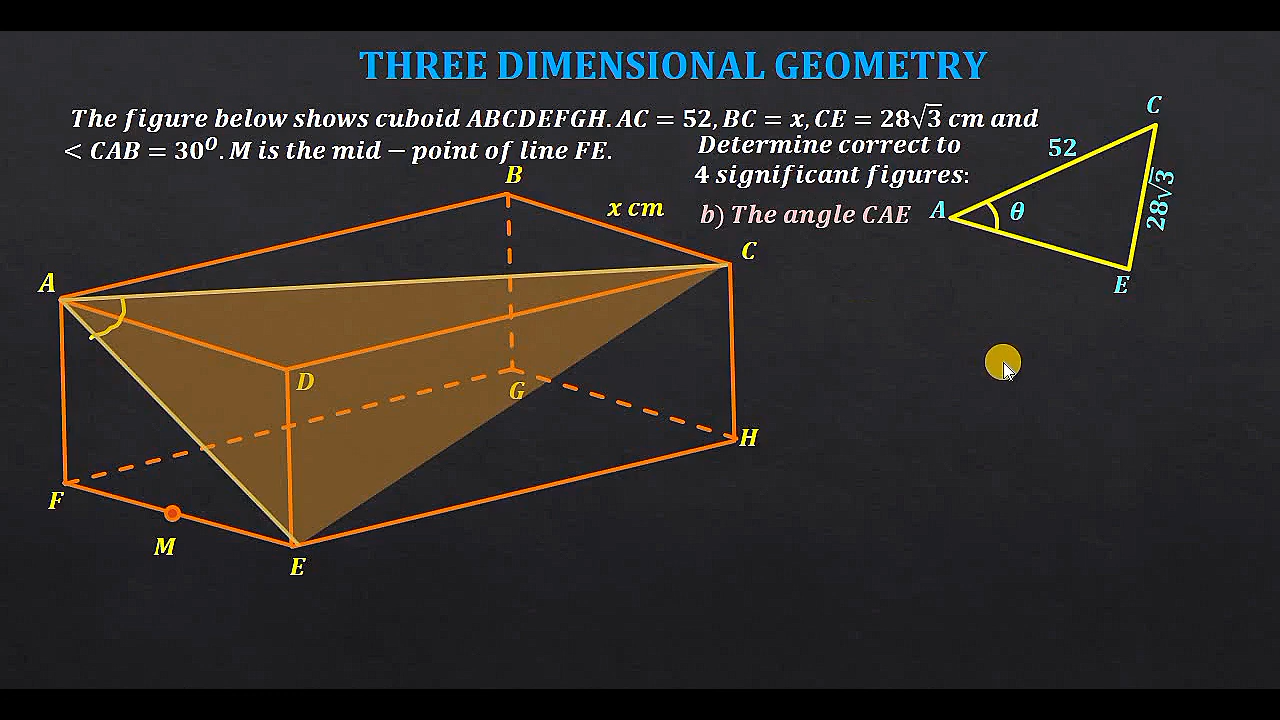 THREE DIMENSIONAL GEOMETRY
The figure below shows cuboid ABCDEFGH. AC = 52, BC = x, CE = 28√3 cm and
< CAB = 30⁰. M is the mid − point of line FE.
Determine correct to
4 significant figures:
b) The angle CAE
C
52
28√3
A
θ
E
B
x cm
C
A
D
G
H
F
M
E